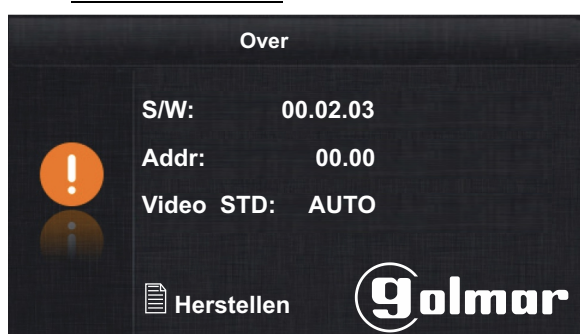 Over
S/W: 00.02.03
Addr: 00.00
Video STD: AUTO
Herstellen
golmar